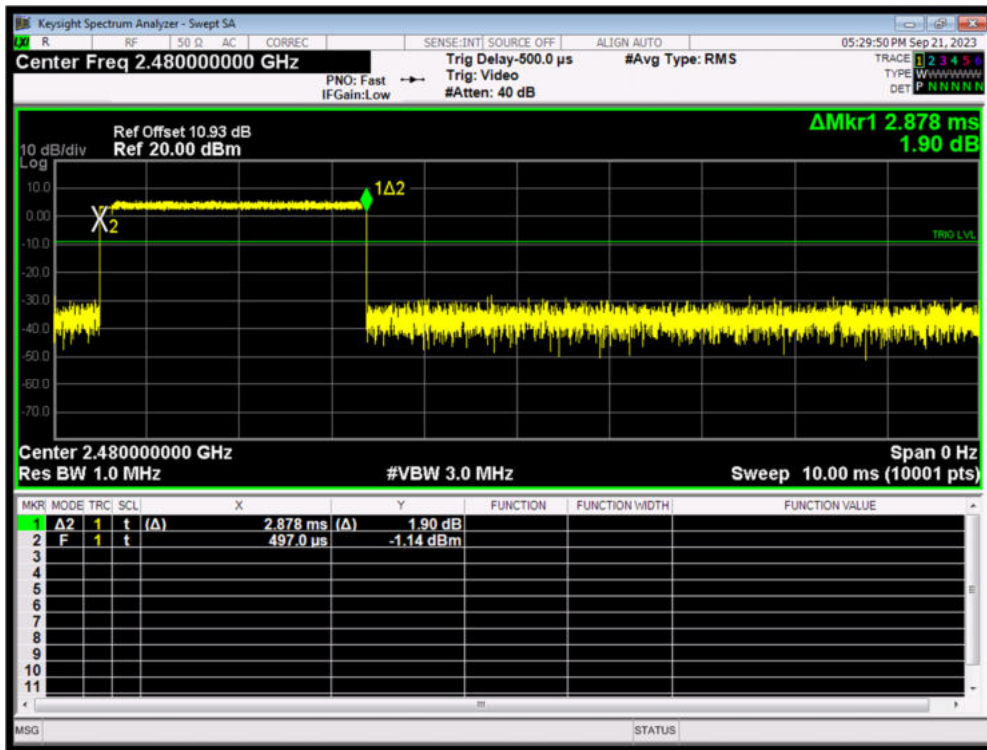 Keysight Spectrum Analyzer - Swept SA
LXI R RF 50 Ω AC CORREC SENSE:INT SOURCE OFF ALIGN AUTO 05:29:50 PM Sep 21, 2023
Center Freq 2.480000000 GHz
PNO: Fast
IFGain:Low
Trig Delay-500.0 µs
Trig: Video
#Atten: 40 dB
#Avg Type: RMS
TRACE 1 2 3 4 5 6
TYPE W
DET P N N N N N
ΔMkr1 2.878 ms
1.90 dB
Ref Offset 10.93 dB
10 dB/div Ref 20.00 dBm
Log
10.0
1Δ2
0.00
2
TRIG LVL
-10.0
-20.0
-30.0
-40.0
-50.0
-60.0
-70.0
Center 2.480000000 GHz Span 0 Hz
Res BW 1.0 MHz #VBW 3.0 MHz Sweep 10.00 ms (10001 pts)
MKR MODE TRC SCL X Y FUNCTION FUNCTION WIDTH FUNCTION VALUE
1 Δ2 1 t (Δ) 2.878 ms (Δ) 1.90 dB
2 F 1 t 497.0 µs -1.14 dBm
3
4
5
6
7
8
9
10
11
MSG STATUS